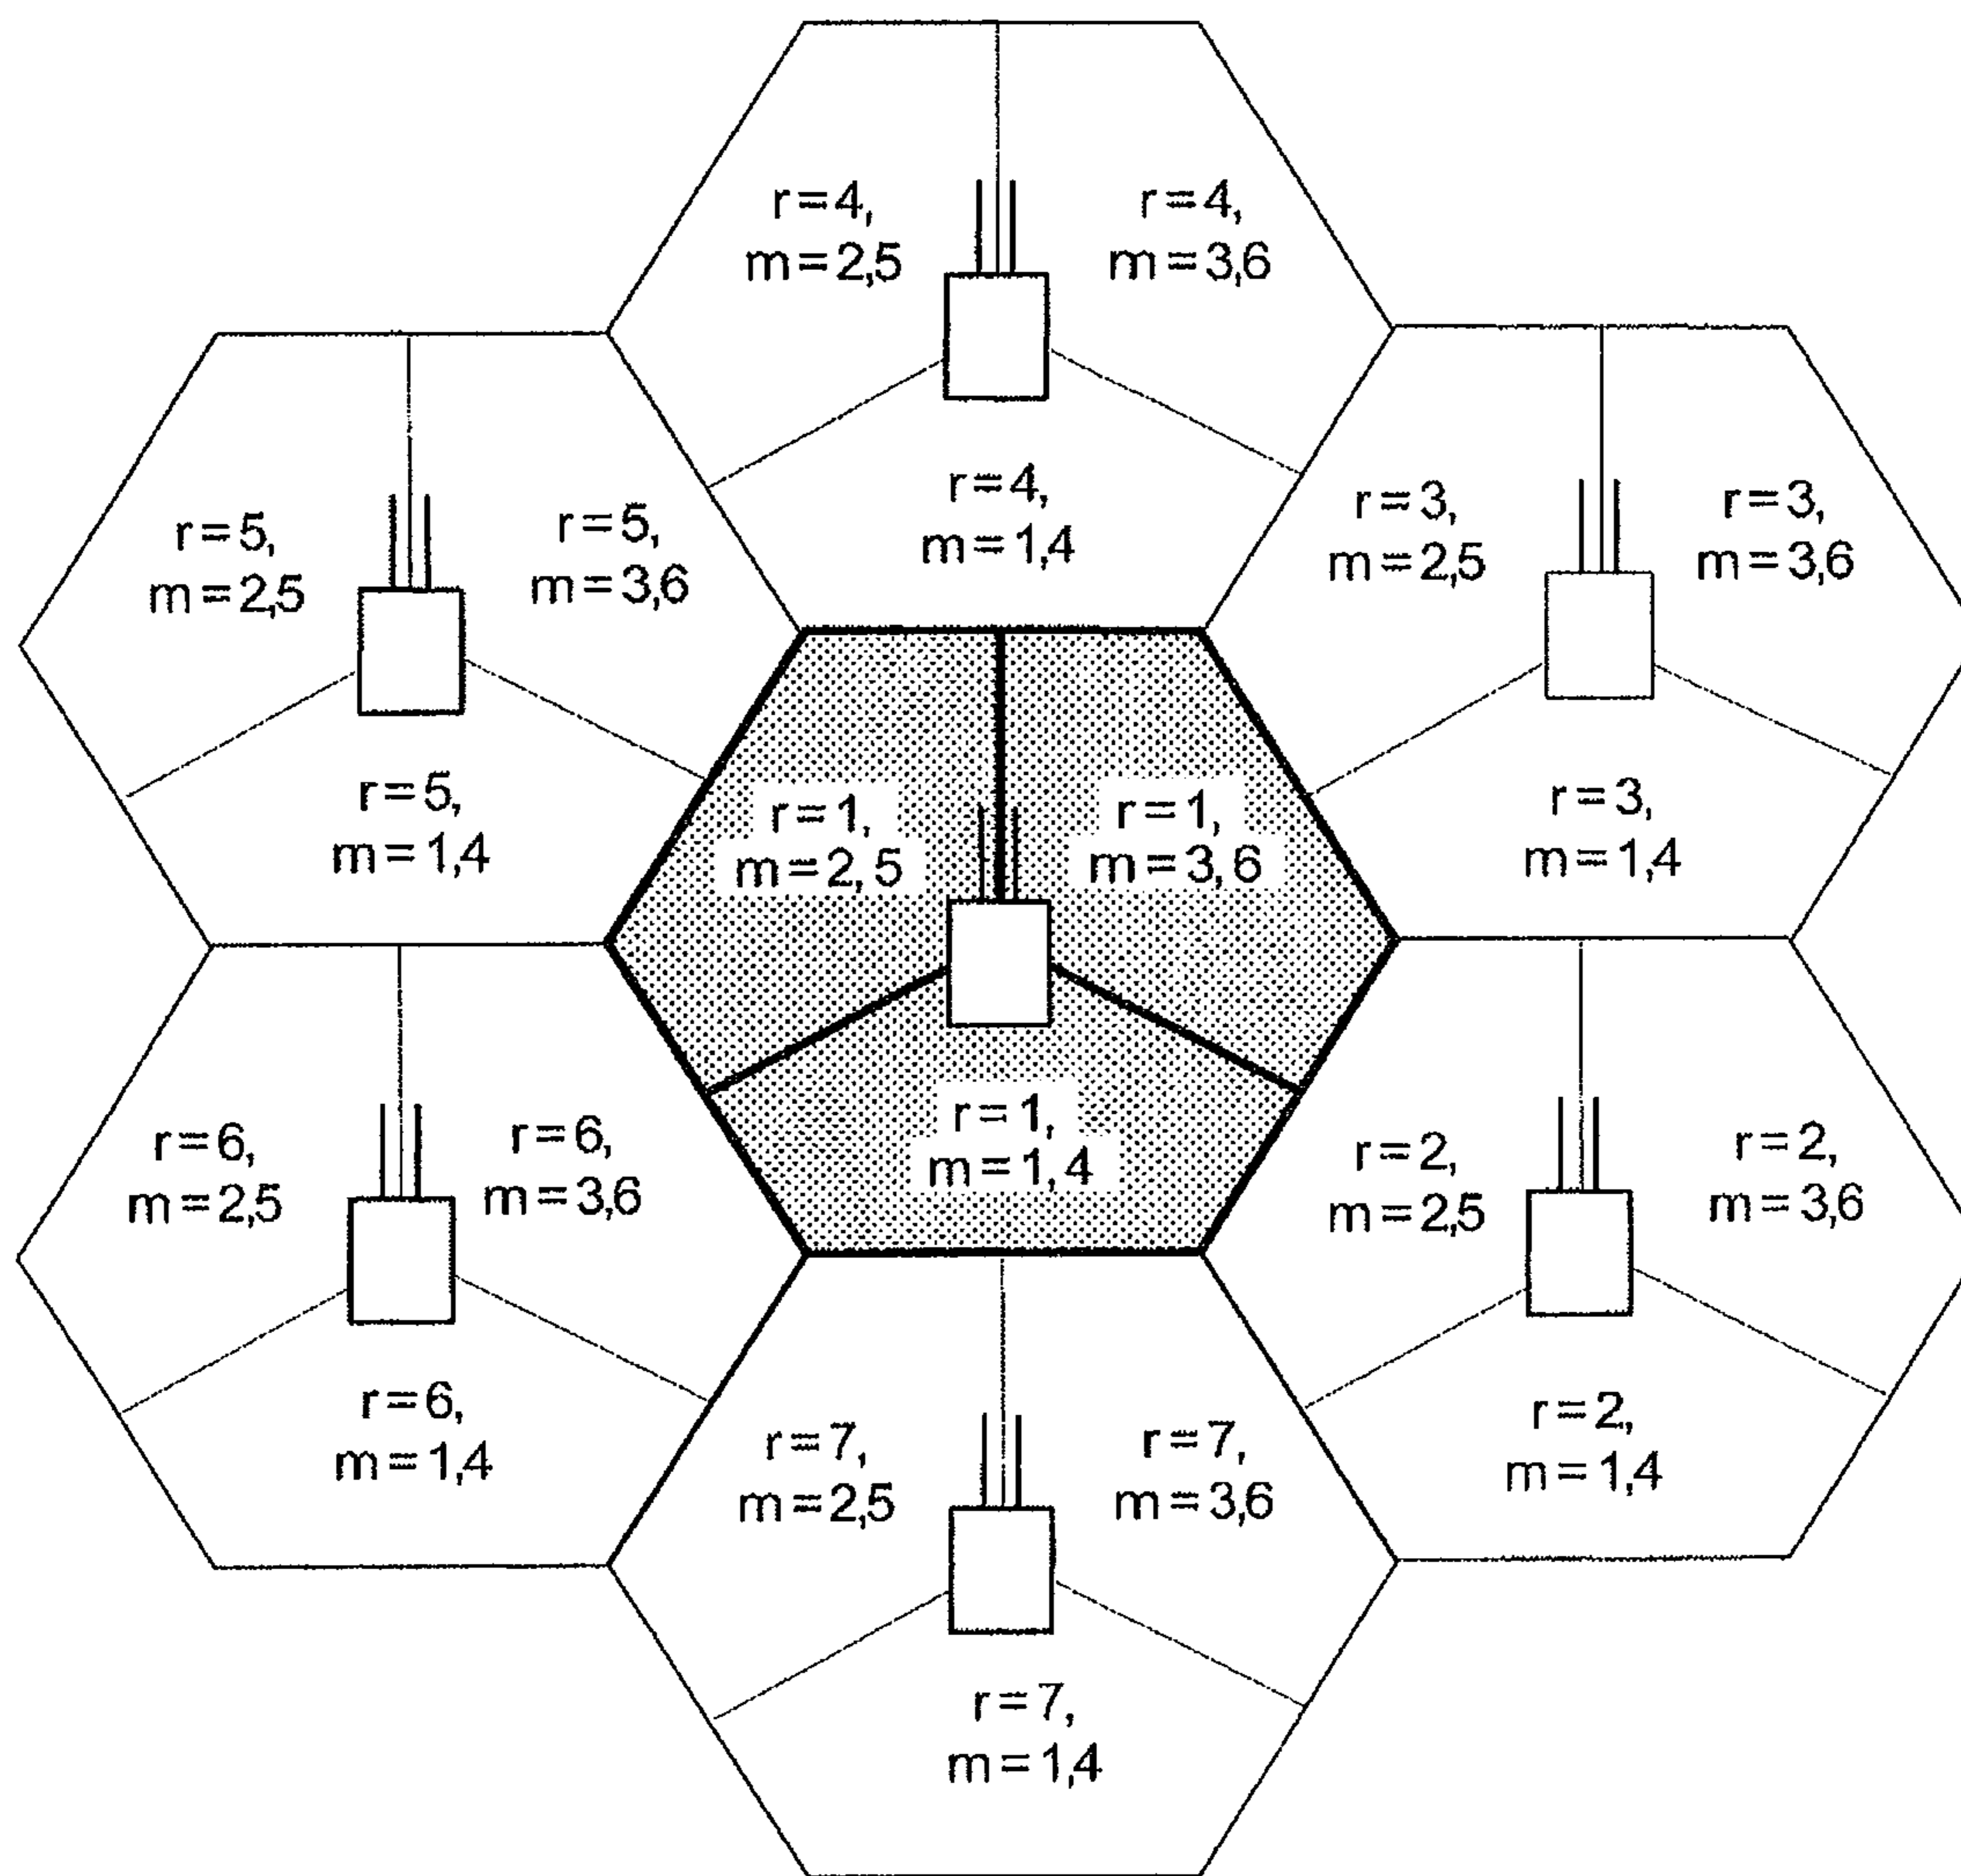 r=4,
m=2,5
r=4,
m=3,6
r=4,
m=1,4
r=5,
m=2,5
r=5,
m=3,6
r=5,
m=1,4
r=3,
m=2,5
r=3,
m=3,6
r=3,
m=1,4
r=1,
m=2, 5
r=1,
m=3, 6
r=1,
m=1, 4
r=6,
m=2,5
r=6,
m=3,6
r=6,
m=1,4
r=2,
m=2,5
r=2,
m=3,6
r=2,
m=1,4
r=7,
m=2,5
r=7,
m=3,6
r=7,
m=1,4